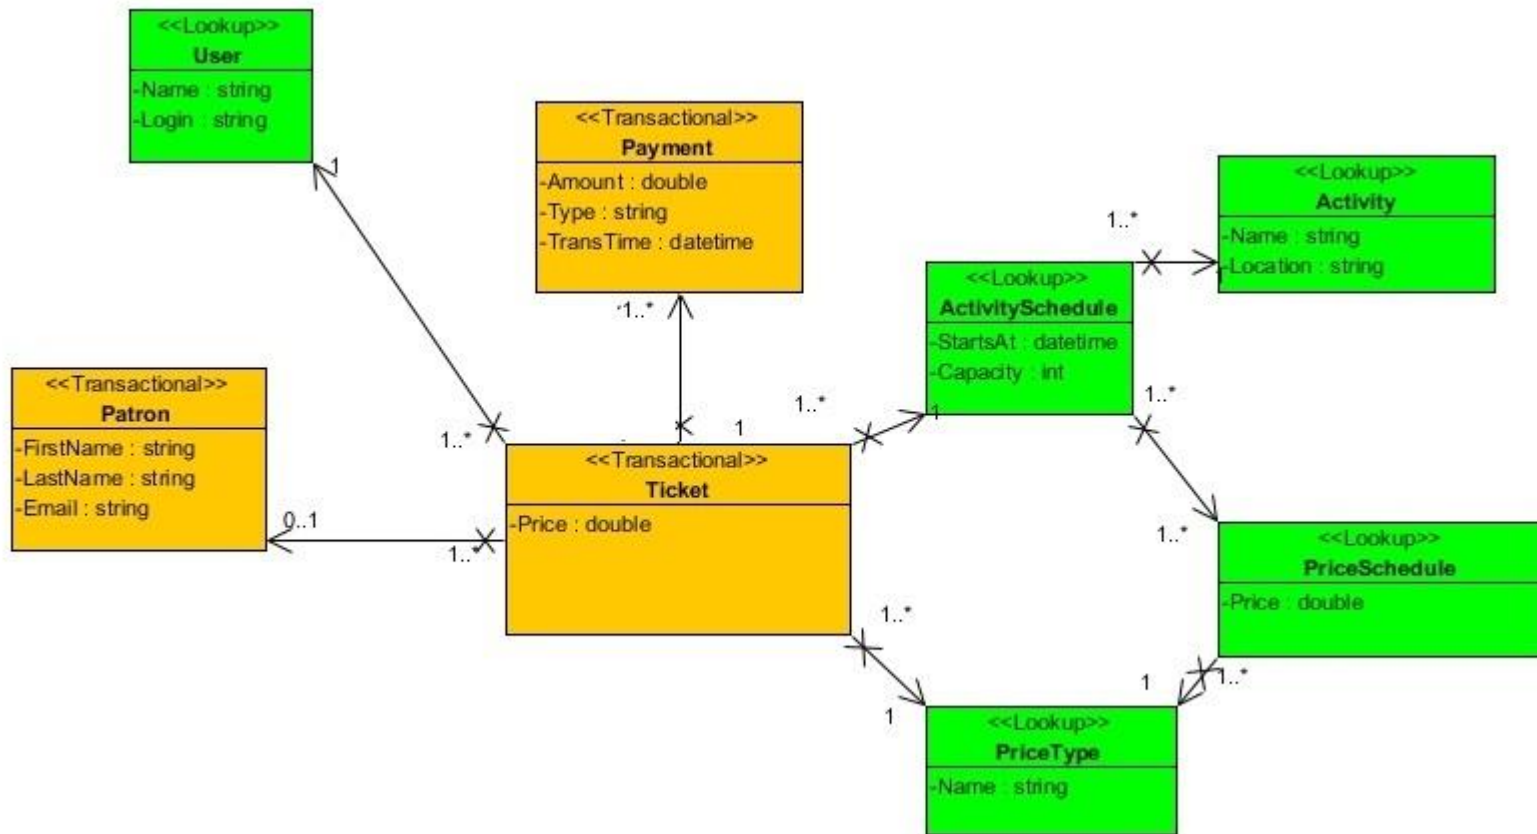 <<Lookup>>
User
-Name : string
-Login : string
1
<<Transactional>>
Payment
-Amount : double
-Type : string
-TransTime : datetime
1..*
<<Lookup>>
Activity
-Name : string
-Location : string
1..*
1
<<Lookup>>
ActivitySchedule
-StartsAt : datetime
-Capacity : int
1..*
1
1..*
<<Transactional>>
Patron
-FirstName : string
-LastName : string
-Email : string
0..1
1..*
1..*
1
<<Transactional>>
Ticket
-Price : double
1..*
1
1..*
<<Lookup>>
PriceSchedule
-Price : double
1..*
1
<<Lookup>>
PriceType
-Name : string